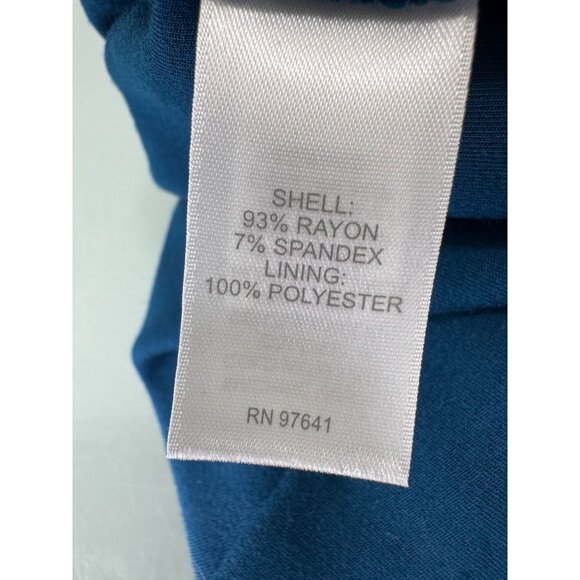 SHELL:
93% RAYON
7% SPANDEX
LINING:
100% POLYESTER
RN 97641